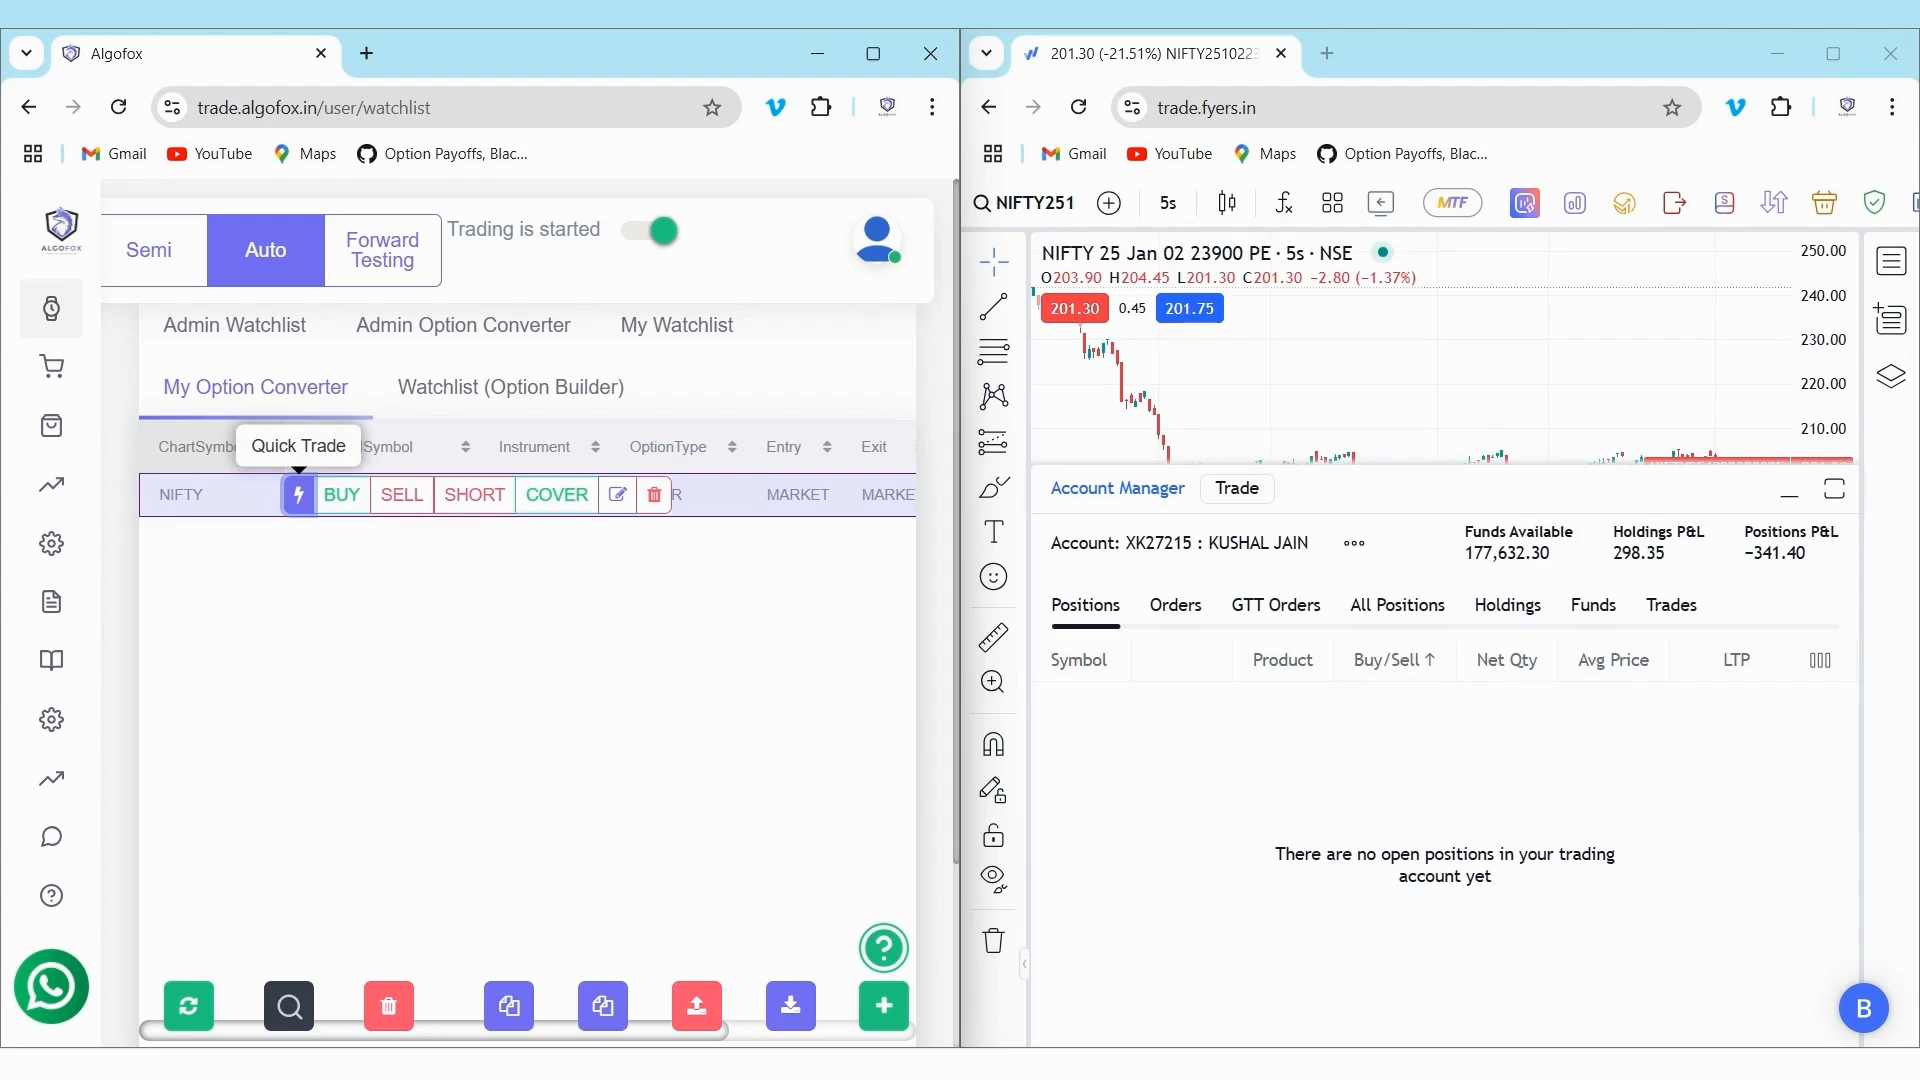 Algofox
trade.algofox.in/user/watchlist
Gmail
YouTube
Maps
Option Payoffs, Blac...
ALGOFOX
Semi
Auto
Forward
Testing
Trading is started
Admin Watchlist
Admin Option Converter
My Watchlist
My Option Converter
Watchlist (Option Builder)
Quick Trade
ChartSymb
lSymbol
Instrument
OptionType
Entry
Exit
NIFTY
BUY
SELL
SHORT
COVER
R
MARKET
MARKE
201.30 (-21.51%) NIFTY2510223
trade.fyers.in
Gmail
YouTube
Maps
Option Payoffs, Blac...
NIFTY251
5s
MTF
NIFTY 25 Jan 02 23900 PE · 5s · NSE
O203.90 H204.45 L201.30 C201.30 −2.80 (−1.37%)
201.30
0.45
201.75
250.00
240.00
230.00
220.00
210.00
Account Manager
Trade
Account: XK27215 : KUSHAL JAIN
Funds Available
177,632.30
Holdings P&L
298.35
Positions P&L
−341.40
Positions
Orders
GTT Orders
All Positions
Holdings
Funds
Trades
Symbol
Product
Buy/Sell ↑
Net Qty
Avg Price
LTP
There are no open positions in your trading
account yet
B